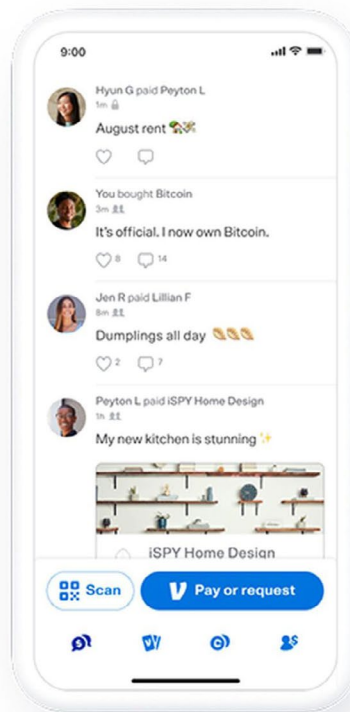 9:00
Hyun G paid Peyton L
1m
August rent 🏡💸
You bought Bitcoin
3m
It's official. I now own Bitcoin.
8 14
Jen R paid Lillian F
8m
Dumplings all day 🥟🥟🥟
2 7
Peyton L paid iSPY Home Design
1h
My new kitchen is stunning ✨
iSPY Home Design
Scan
Pay or request